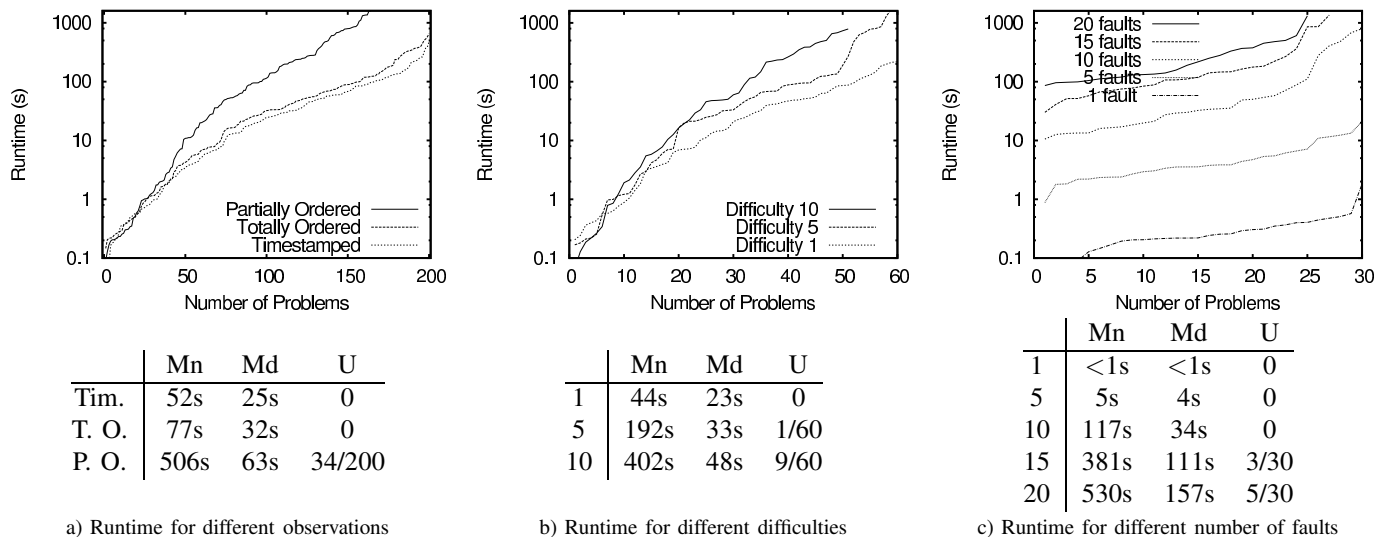 1000
100
10
1
0.1
Runtime (s)
Partially Ordered
Totally Ordered
Timestamped
0 50 100 150 200
Number of Problems
Mn Md U
Tim. 52s 25s 0
T. O. 77s 32s 0
P. O. 506s 63s 34/200
a) Runtime for different observations
1000
100
10
1
0.1
Runtime (s)
Difficulty 10
Difficulty 5
Difficulty 1
0 10 20 30 40 50 60
Number of Problems
Mn Md U
1 44s 23s 0
5 192s 33s 1/60
10 402s 48s 9/60
b) Runtime for different difficulties
1000
100
10
1
0.1
Runtime (s)
20 faults
15 faults
10 faults
5 faults
1 fault
0 5 10 15 20 25 30
Number of Problems
Mn Md U
1 <1s <1s 0
5 5s 4s 0
10 117s 34s 0
15 381s 111s 3/30
20 530s 157s 5/30
c) Runtime for different number of faults